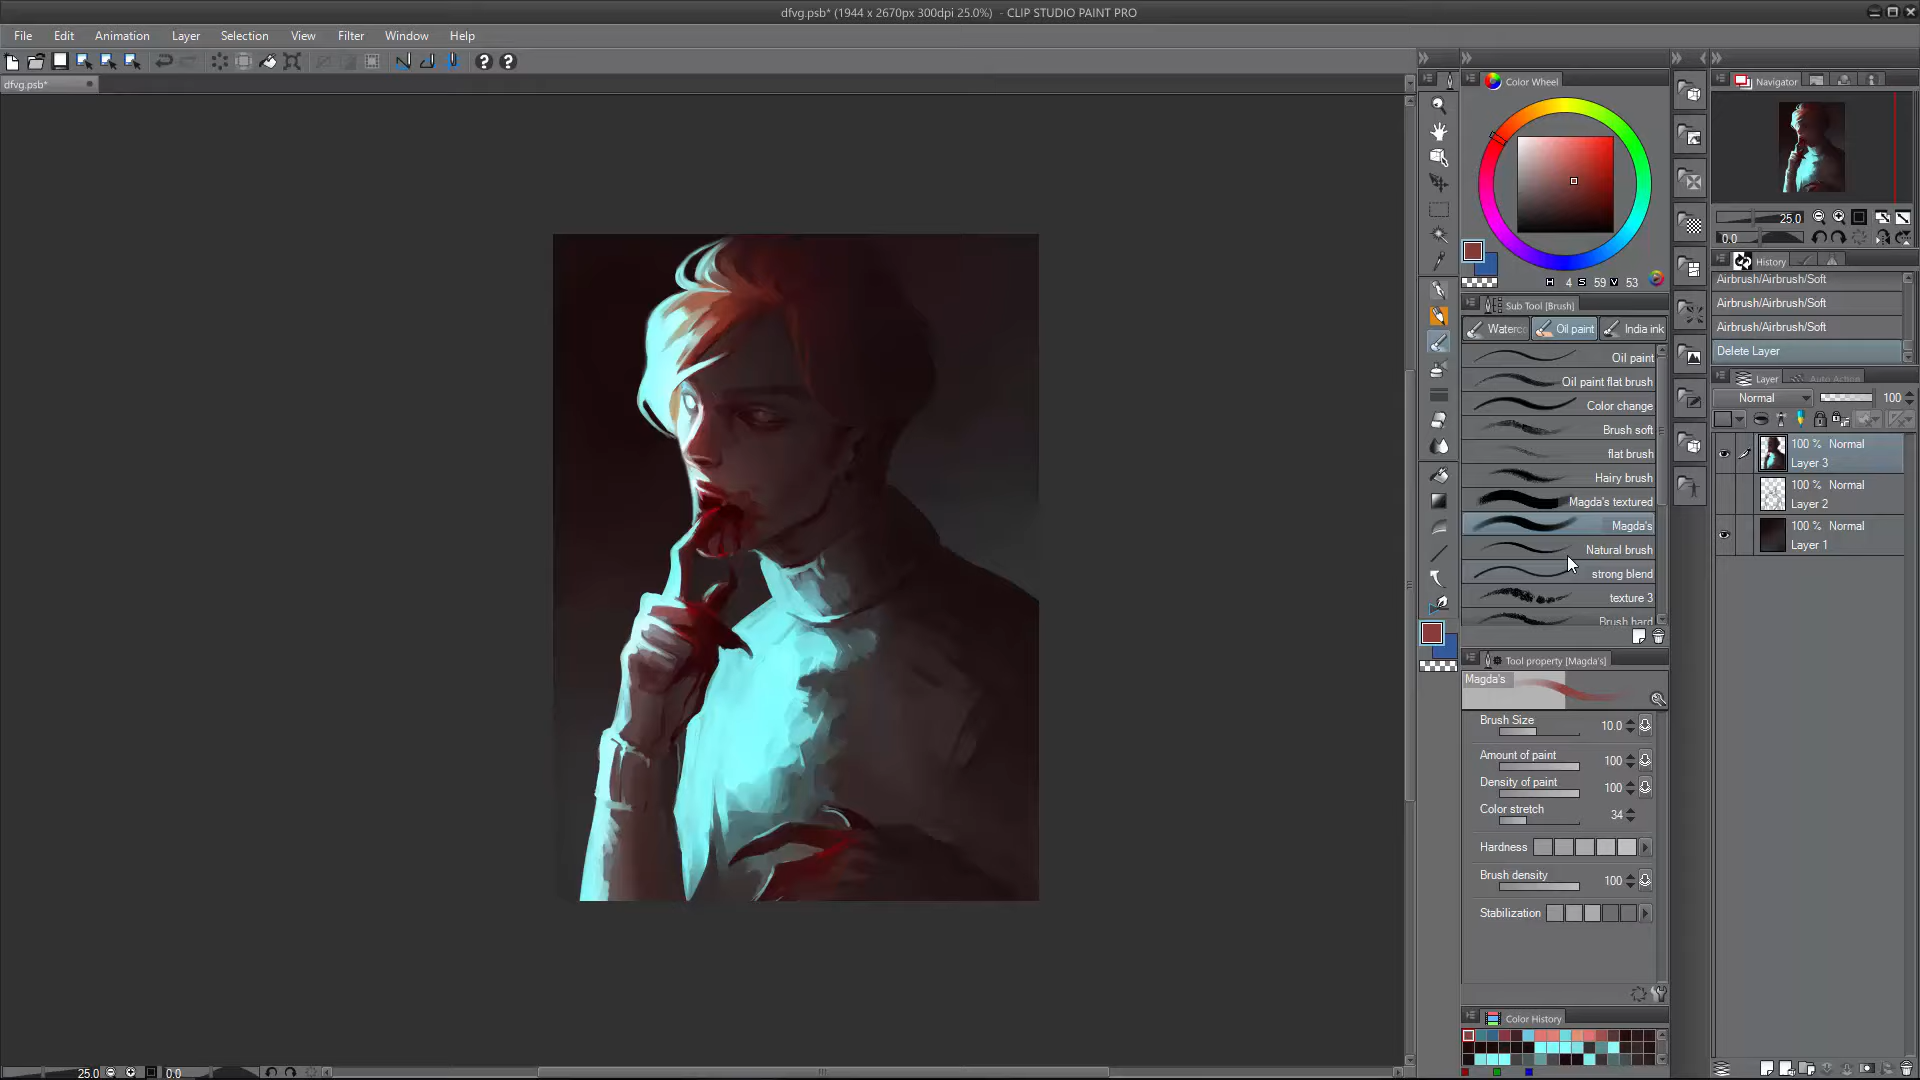 dfvg.psb* (1944 x 2670px 300dpi 25.0%) - CLIP STUDIO PAINT PRO
File Edit Animation Layer Selection View Filter Window Help
dfvg.psb*
Color Wheel
H 4 S 59 V 53
Sub Tool [Brush]
Waterc Oil paint India ink
Oil paint
Oil paint flat brush
Color change
Brush soft
flat brush
Hairy brush
Magda's textured
Magda's
Natural brush
strong blend
texture 3
Brush hard
Tool property [Magda's]
Magda's
Brush Size 10.0
Amount of paint 100
Density of paint 100
Color stretch 34
Hardness
Brush density 100
Stabilization
Color History
Navigator
25.0
0.0
History
Airbrush/Airbrush/Soft
Airbrush/Airbrush/Soft
Airbrush/Airbrush/Soft
Delete Layer
Layer Auto Action
Normal 100
100 % Normal
Layer 3
100 % Normal
Layer 2
100 % Normal
Layer 1
25.0 0.0